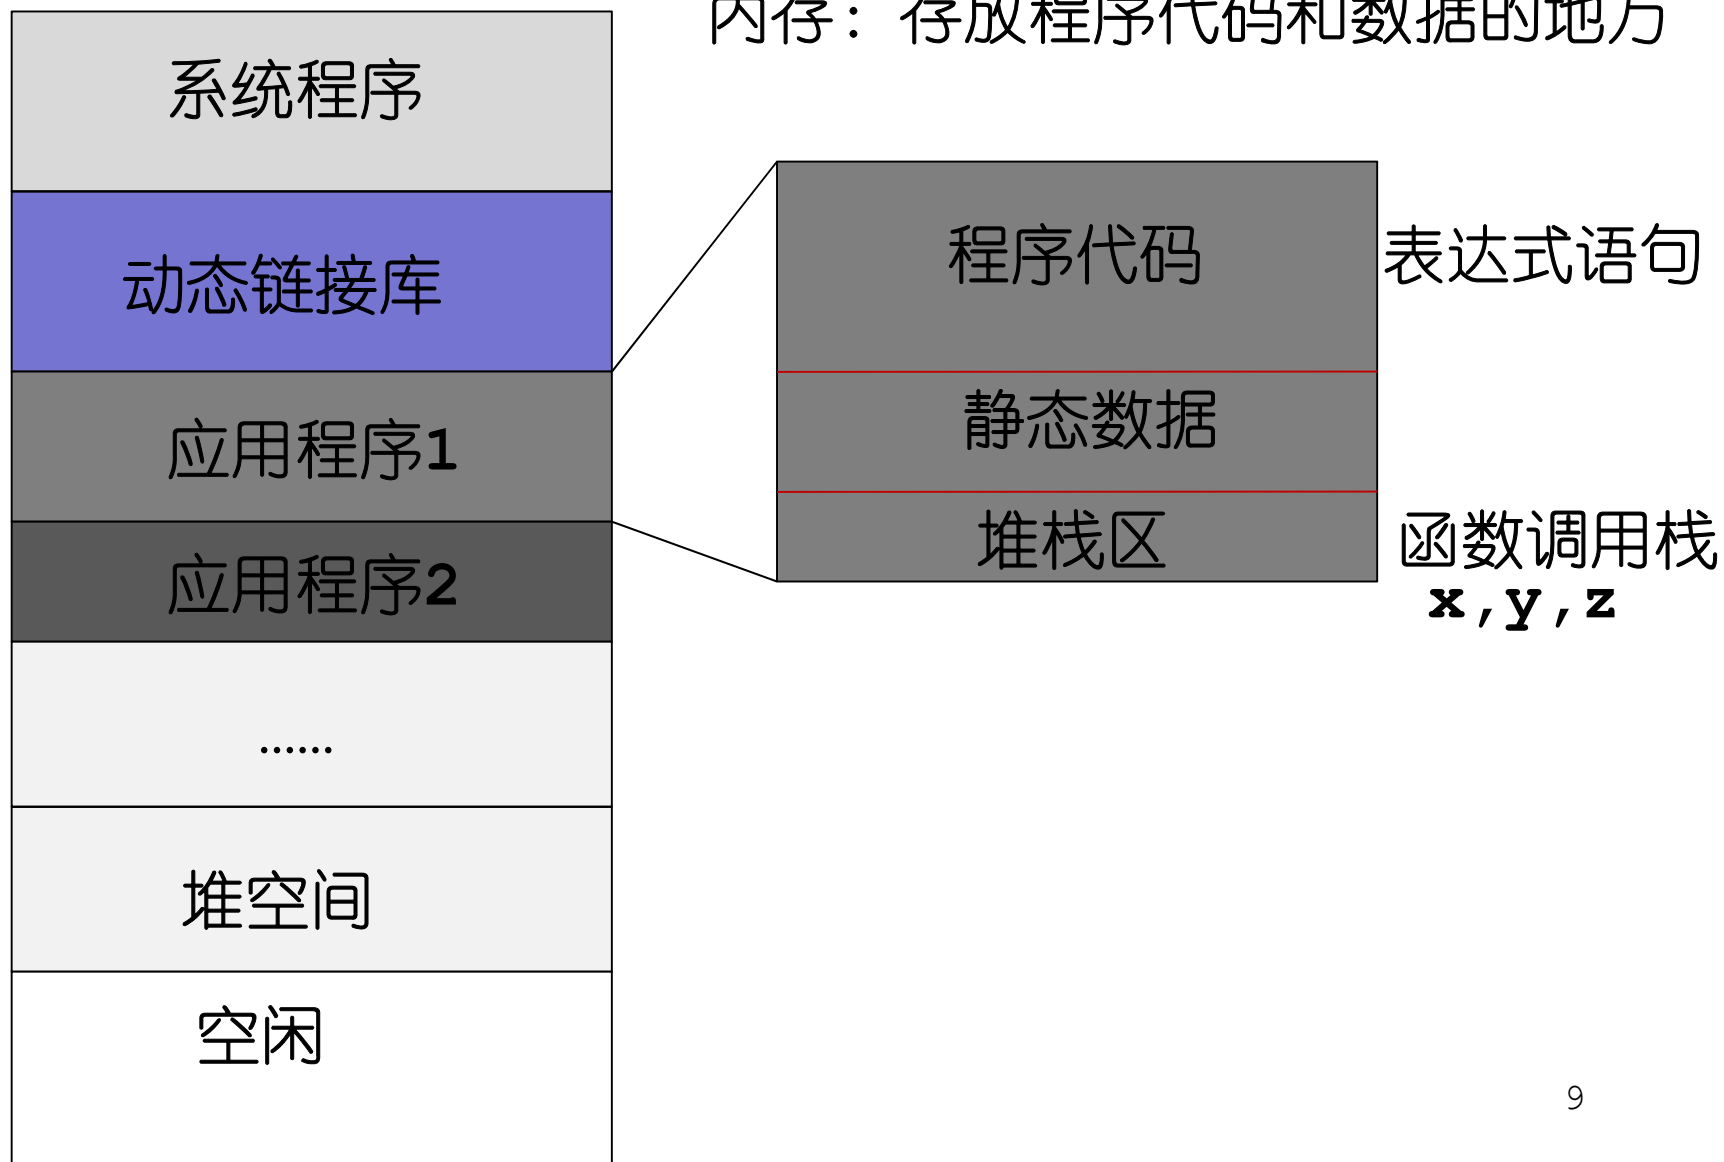 内存：存放程序代码和数据的地方
系统程序
动态链接库
应用程序1
应用程序2
......
堆空间
空闲
程序代码
表达式语句
静态数据
堆栈区
函数调用栈
x,y,z
9